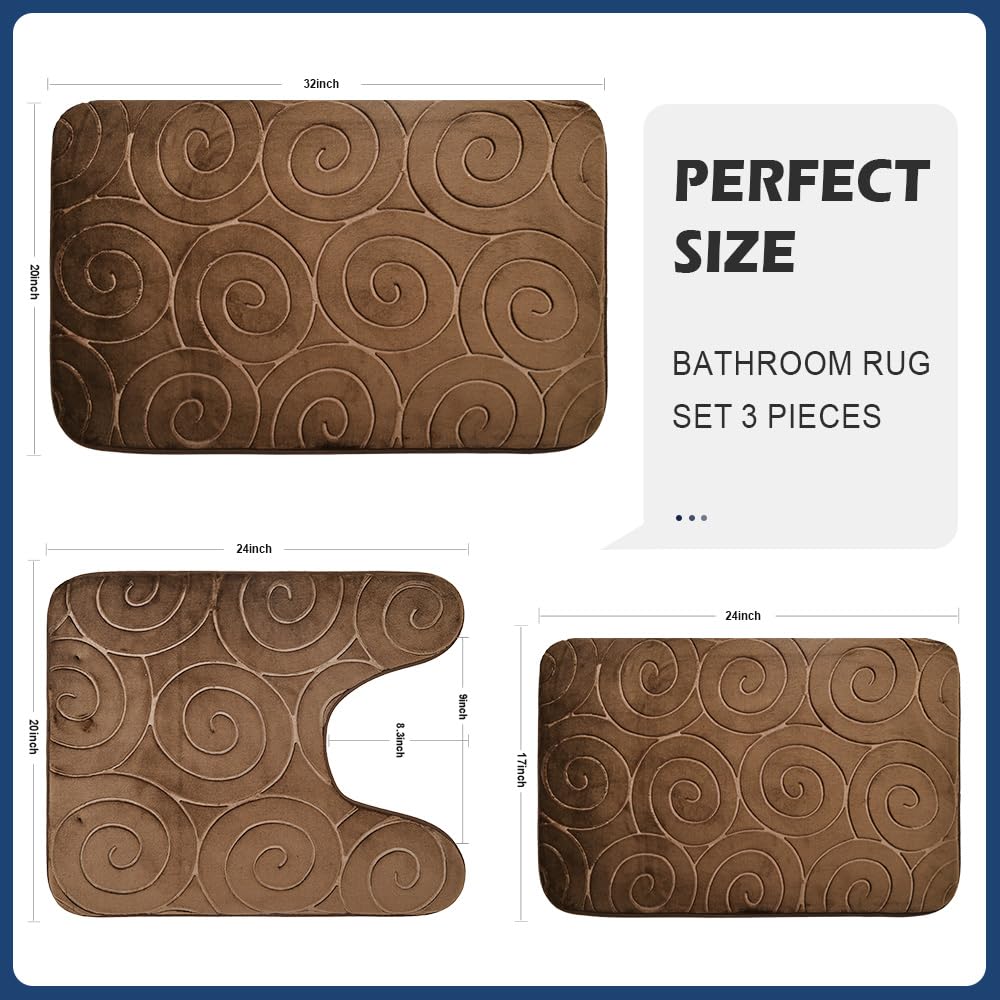 32inch
20inch
PERFECT
SIZE
BATHROOM RUG
SET 3 PIECES
24inch
20inch
9inch
8.3inch
24inch
17inch